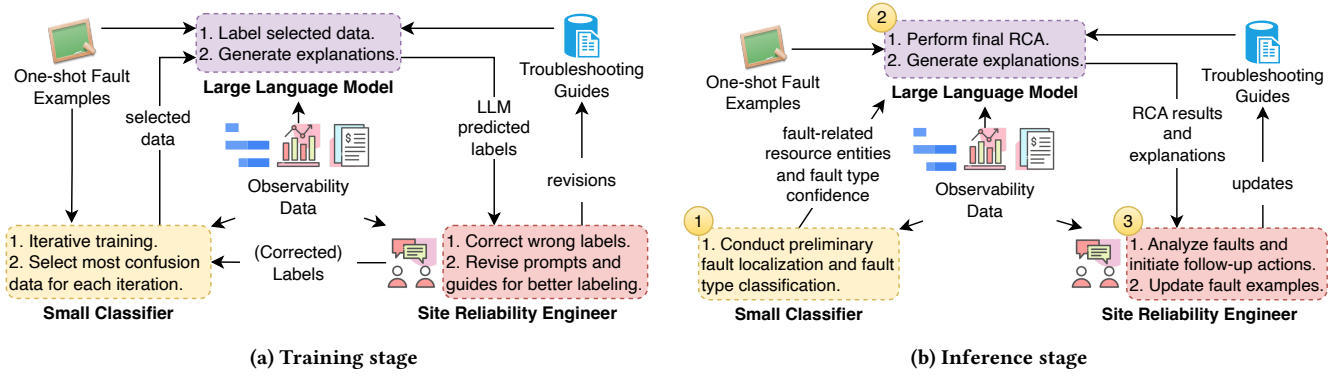 1. Label selected data.
2. Generate explanations.
Large Language Model
One-shot Fault
Examples
Troubleshooting
Guides
selected
data
LLM
predicted
labels
Observability
Data
revisions
1. Iterative training.
2. Select most confusion
data for each iteration.
Small Classifier
(Corrected)
Labels
1. Correct wrong labels.
2. Revise prompts and
guides for better labeling.
Site Reliability Engineer
(a) Training stage
2
1. Perform final RCA.
2. Generate explanations.
Large Language Model
One-shot Fault
Examples
Troubleshooting
Guides
fault-related
resource entities
and fault type
confidence
RCA results
and
explanations
Observability
Data
updates
1
1. Conduct preliminary
fault localization and fault
type classification.
Small Classifier
3
1. Analyze faults and
initiate follow-up actions.
2. Update fault examples.
Site Reliability Engineer
(b) Inference stage